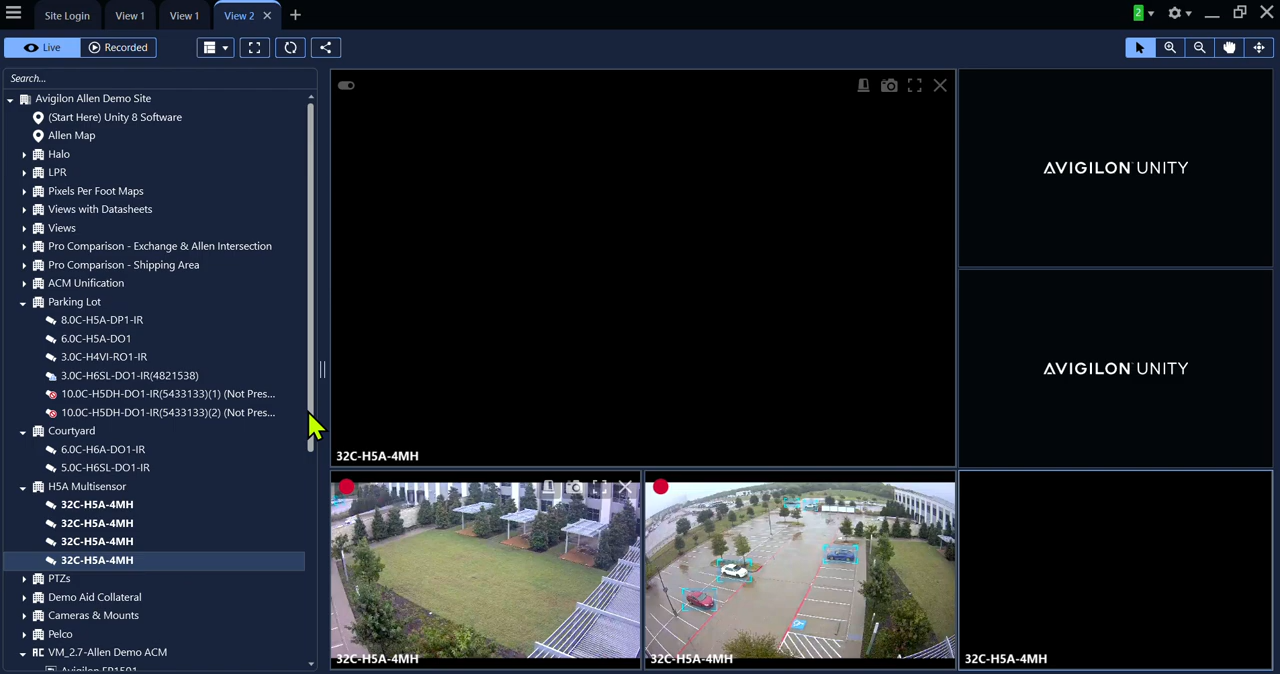 Site Login
View 1
View 1
View 2
2
Live
Recorded
Search...
Avigilon Allen Demo Site
(Start Here) Unity 8 Software
Allen Map
Halo
LPR
Pixels Per Foot Maps
Views with Datasheets
Views
Pro Comparison - Exchange & Allen Intersection
Pro Comparison - Shipping Area
ACM Unification
Parking Lot
8.0C-H5A-DP1-IR
6.0C-H5A-DO1
3.0C-H4VI-RO1-IR
3.0C-H6SL-DO1-IR(4821538)
10.0C-H5DH-DO1-IR(5433133)(1) (Not Pres...
10.0C-H5DH-DO1-IR(5433133)(2) (Not Pres...
Courtyard
6.0C-H6A-DO1-IR
5.0C-H6SL-DO1-IR
H5A Multisensor
32C-H5A-4MH
32C-H5A-4MH
32C-H5A-4MH
32C-H5A-4MH
PTZs
Demo Aid Collateral
Cameras & Mounts
Pelco
RC VM_2.7-Allen Demo ACM
Avigilon EP1501
32C-H5A-4MH
AVIGILON UNITY
AVIGILON UNITY
32C-H5A-4MH
32C-H5A-4MH
32C-H5A-4MH